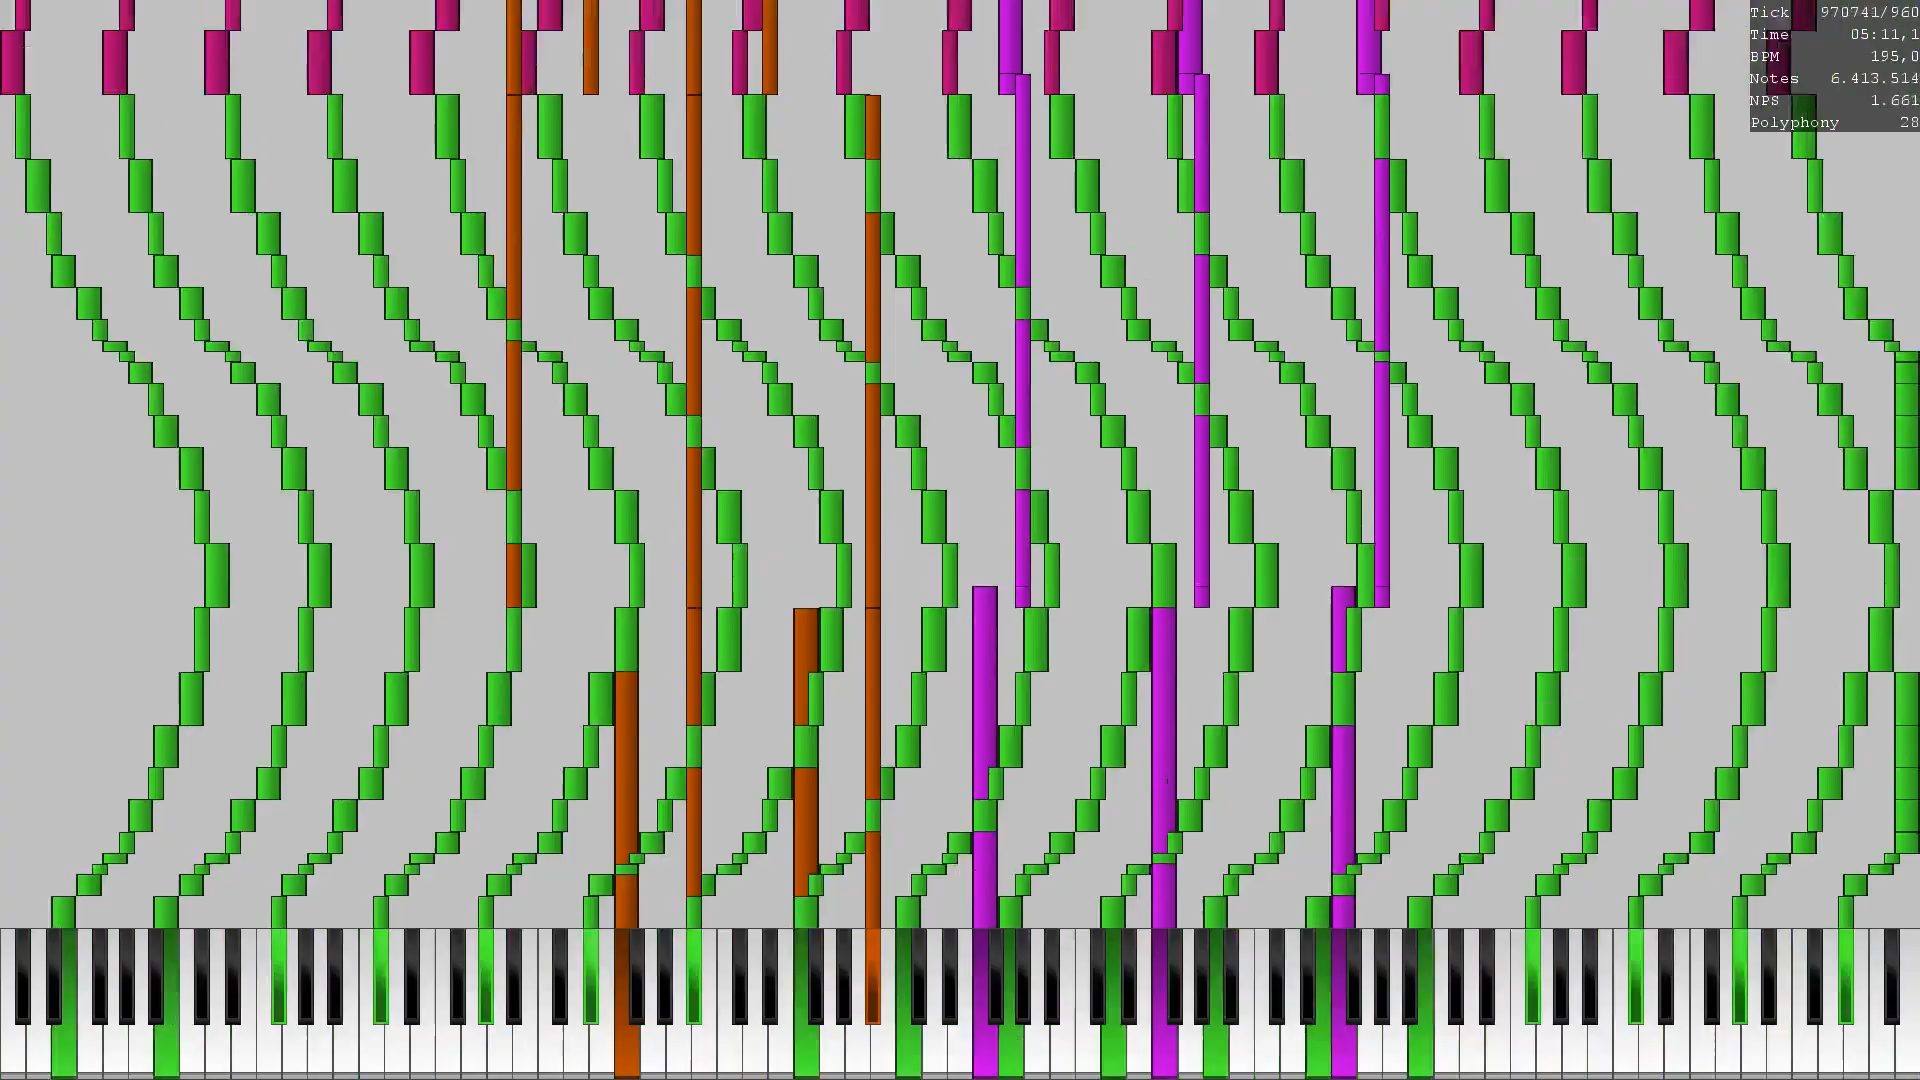 Tick 970741/960
Time 05:11,1
BPM 195,0
Notes 6.413.514
NPS 1.661
Polyphony 28